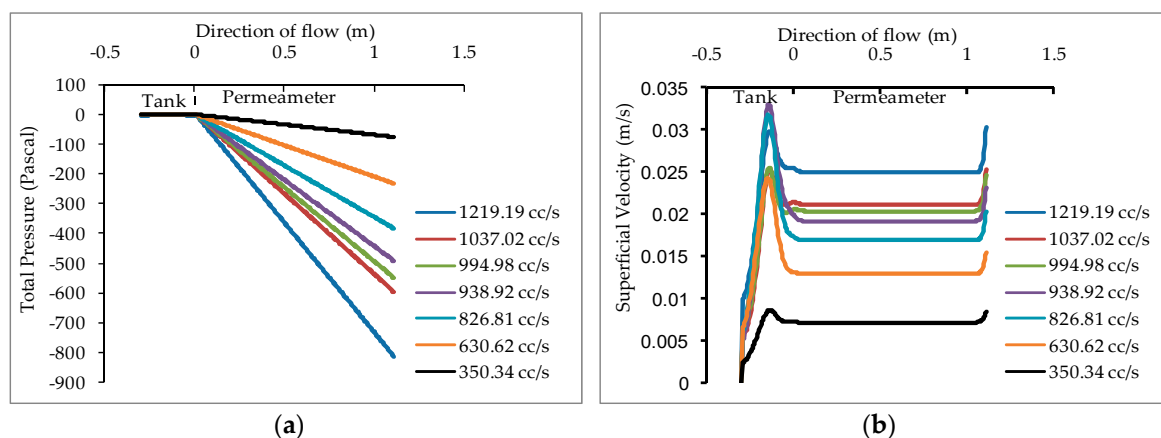 Direction of flow (m)
-0.5 0 0.5 1 1.5
100
0
-100
-200
-300
-400
-500
-600
-700
-800
-900
Total Pressure (Pascal)
Tank Permeameter
1219.19 cc/s
1037.02 cc/s
994.98 cc/s
938.92 cc/s
826.81 cc/s
630.62 cc/s
350.34 cc/s
(a)
Direction of flow (m)
-0.5 0 0.5 1 1.5
0.035
0.03
0.025
0.02
0.015
0.01
0.005
0
Superficial Velocity (m/s)
Tank Permeameter
1219.19 cc/s
1037.02 cc/s
994.98 cc/s
938.92 cc/s
826.81 cc/s
630.62 cc/s
350.34 cc/s
(b)